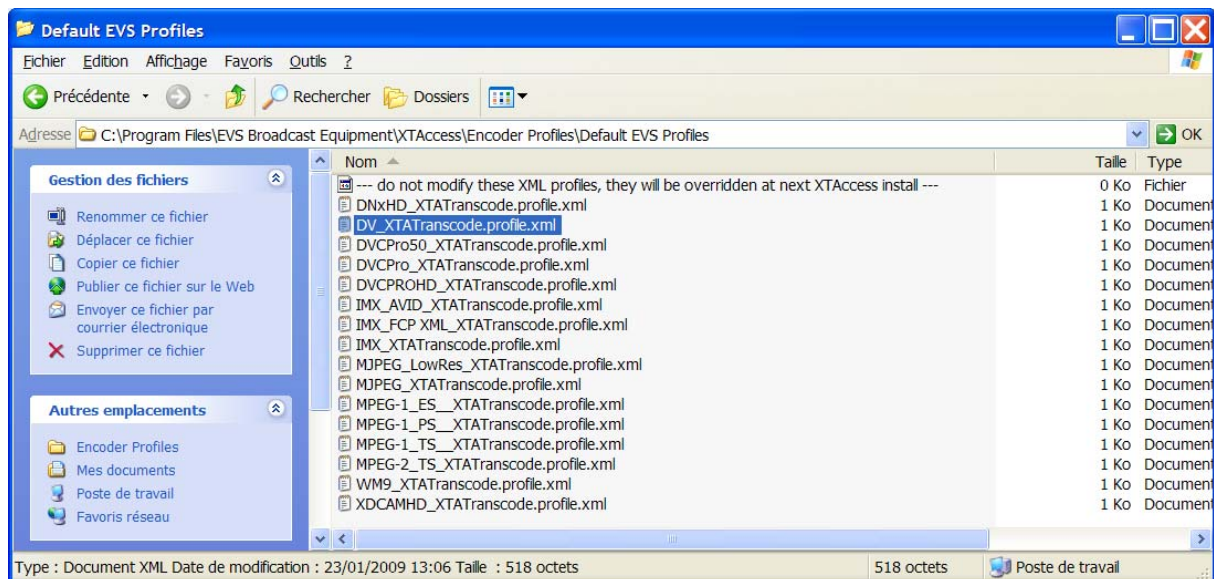 Default EVS Profiles
Fichier Edition Affichage Favoris Outils ?
Précédente Rechercher Dossiers
Adresse C:\Program Files\EVS Broadcast Equipment\XTAccess\Encoder Profiles\Default EVS Profiles OK
Gestion des fichiers
Renommer ce fichier
Déplacer ce fichier
Copier ce fichier
Publier ce fichier sur le Web
Envoyer ce fichier par
courrier électronique
Supprimer ce fichier
Autres emplacements
Encoder Profiles
Mes documents
Poste de travail
Favoris réseau
Nom Taille Type
--- do not modify these XML profiles, they will be overridden at next XTAccess install --- 0 Ko Fichier
DNxHD_XTATranscode.profile.xml 1 Ko Document
DV_XTATranscode.profile.xml 1 Ko Document
DVCPro50_XTATranscode.profile.xml 1 Ko Document
DVCPro_XTATranscode.profile.xml 1 Ko Document
DVCPROHD_XTATranscode.profile.xml 1 Ko Document
IMX_AVID_XTATranscode.profile.xml 1 Ko Document
IMX_FCP XML_XTATranscode.profile.xml 1 Ko Document
IMX_XTATranscode.profile.xml 1 Ko Document
MJPEG_LowRes_XTATranscode.profile.xml 1 Ko Document
MJPEG_XTATranscode.profile.xml 1 Ko Document
MPEG-1_ES__XTATranscode.profile.xml 1 Ko Document
MPEG-1_PS__XTATranscode.profile.xml 1 Ko Document
MPEG-1_TS__XTATranscode.profile.xml 1 Ko Document
MPEG-2_TS_XTATranscode.profile.xml 1 Ko Document
WM9_XTATranscode.profile.xml 1 Ko Document
XDCAMHD_XTATranscode.profile.xml 1 Ko Document
Type : Document XML Date de modification : 23/01/2009 13:06 Taille : 518 octets 518 octets Poste de travail